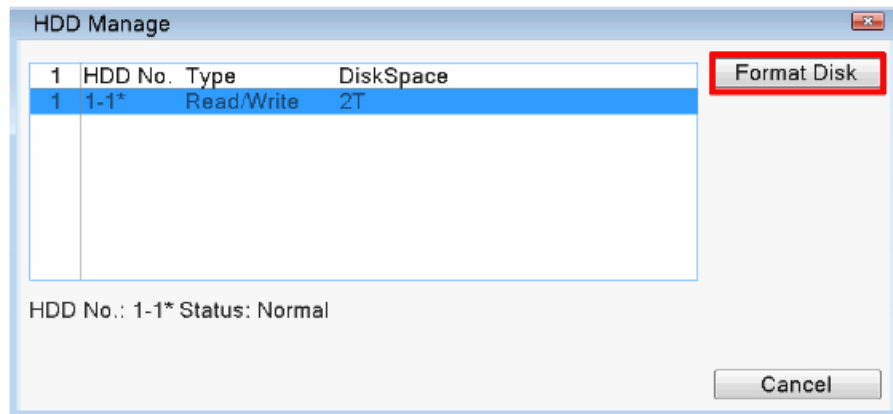 HDD Manage
1 HDD No. Type DiskSpace
1 1-1* Read/Write 2T
Format Disk
HDD No.: 1-1* Status: Normal
Cancel